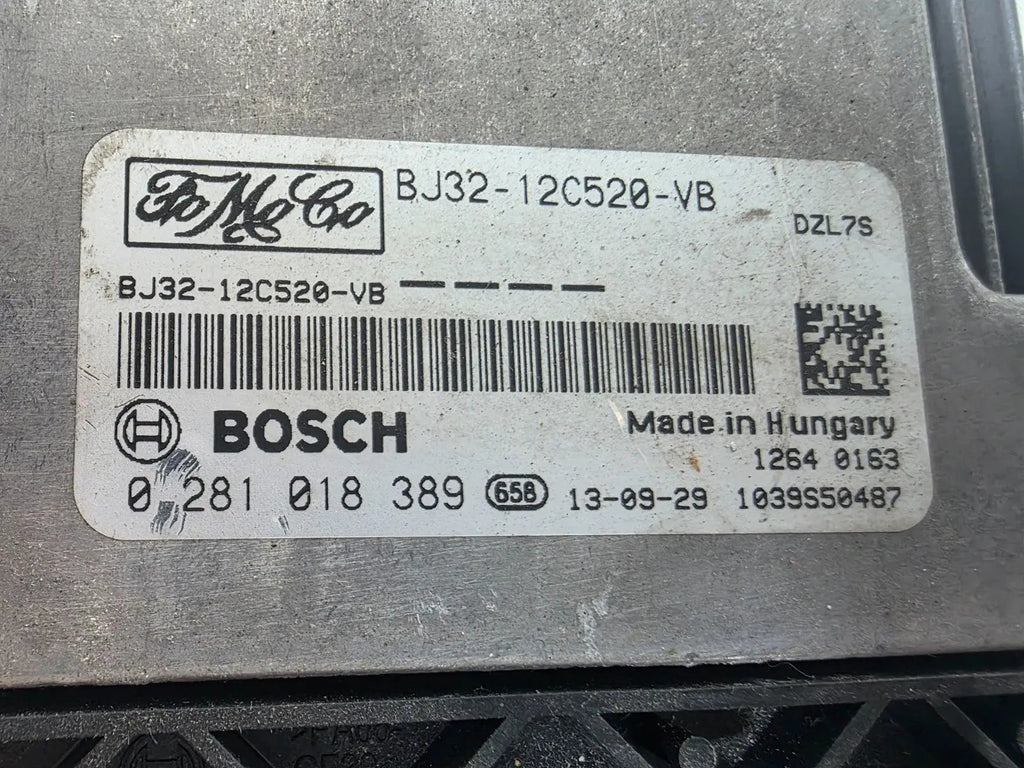 FoMoCo BJ32-12C520-VB
DZL7S
BJ32-12C520-VB — — — —
BOSCH
Made in Hungary
1264 0163
0 281 018 389 658 13-09-29 1039S50487